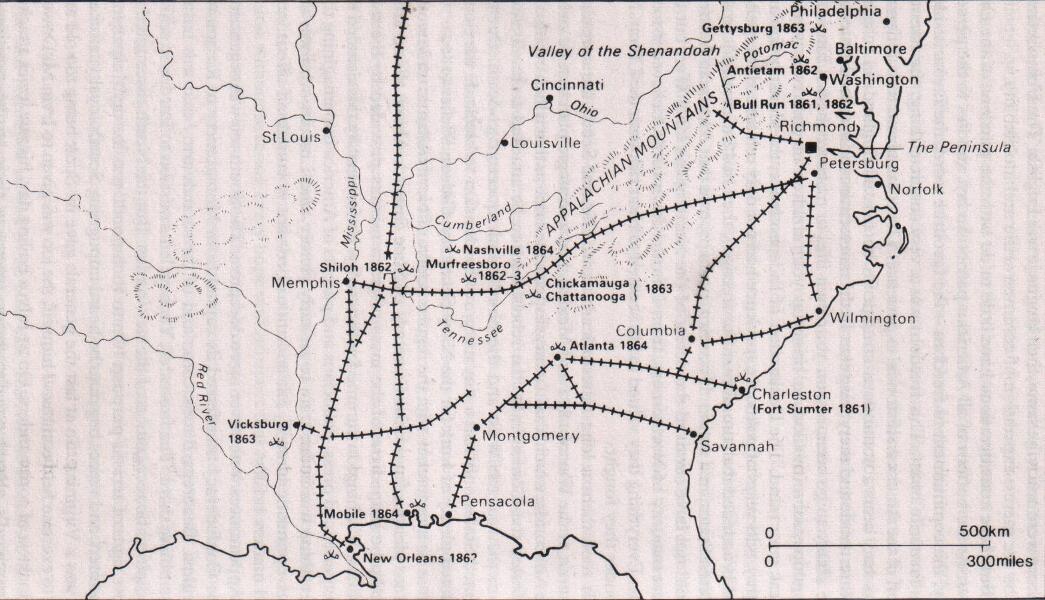 Philadelphia
Gettysburg 1863
Valley of the Shenandoah
Potomac
Baltimore
Antietam 1862
Washington
Cincinnati
Ohio
Bull Run 1861, 1862
St Louis
Louisville
APPALACHIAN MOUNTAINS
Richmond
The Peninsula
Petersburg
Norfolk
Mississippi
Cumberland
Nashville 1864
Shiloh 1862
Murfreesboro
1862-3
Memphis
Chickamauga
Chattanooga
1863
Tennessee
Wilmington
Columbia
Atlanta 1864
Red River
Charleston
(Fort Sumter 1861)
Vicksburg
1863
Montgomery
Savannah
Pensacola
Mobile 1864
New Orleans
0
500km
0
300miles